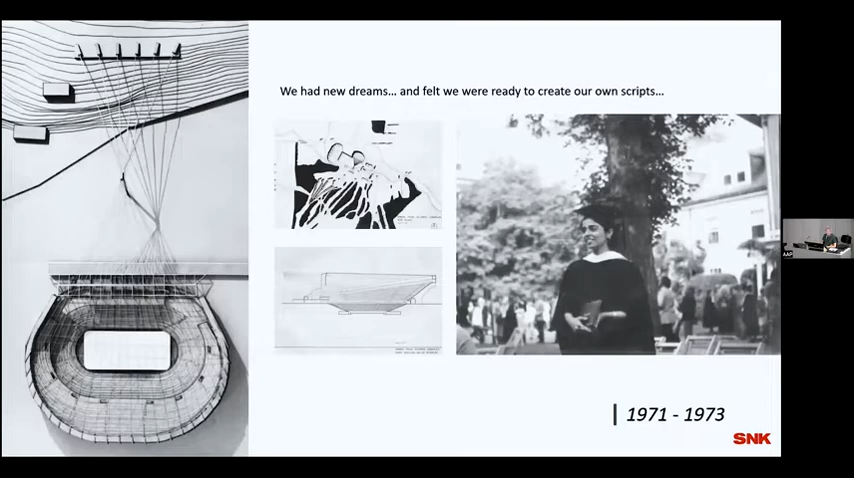 We had new dreams... and felt we were ready to create our own scripts...
1971 - 1973
SNK
AAP